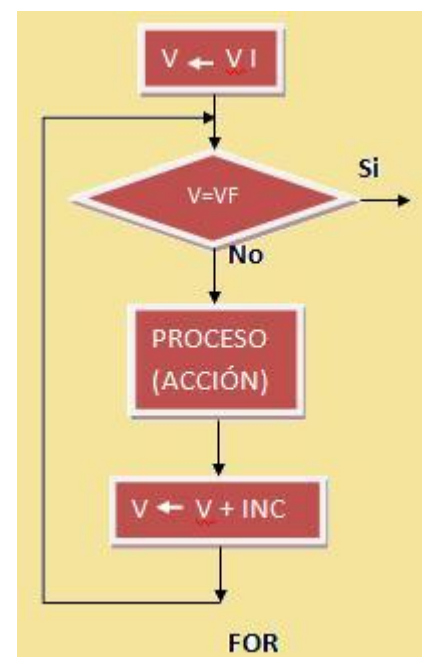 V ← V I
V=VF
Si
No
PROCESO
(ACCIÓN)
V ← V + INC
FOR